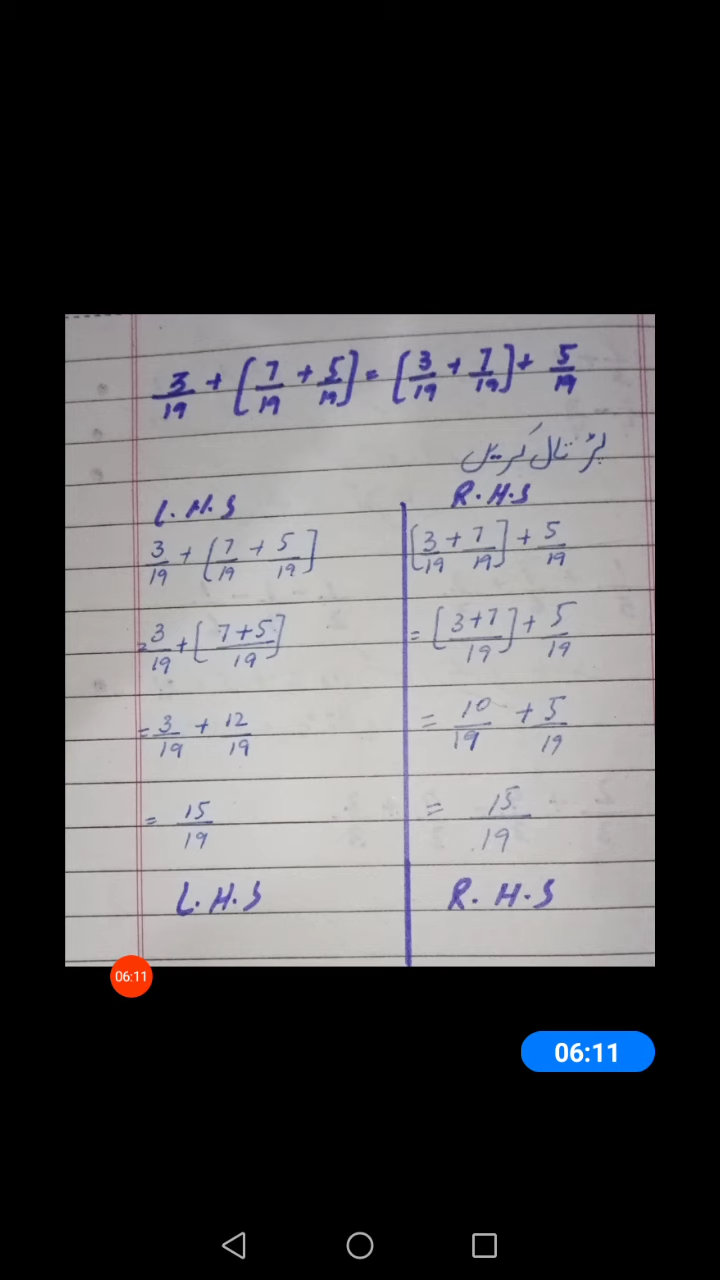 3/19 + [7/19 + 5/19] = [3/19 + 7/19] + 5/19
پڑتال کریں
L.H.S
3/19 + [7/19 + 5/19]
= 3/19 + [7+5/19]
= 3/19 + 12/19
= 15/19
L.H.S
R.H.S
[3/19 + 7/19] + 5/19
= [3+7/19] + 5/19
= 10/19 + 5/19
= 15/19
R.H.S
06:11
06:11